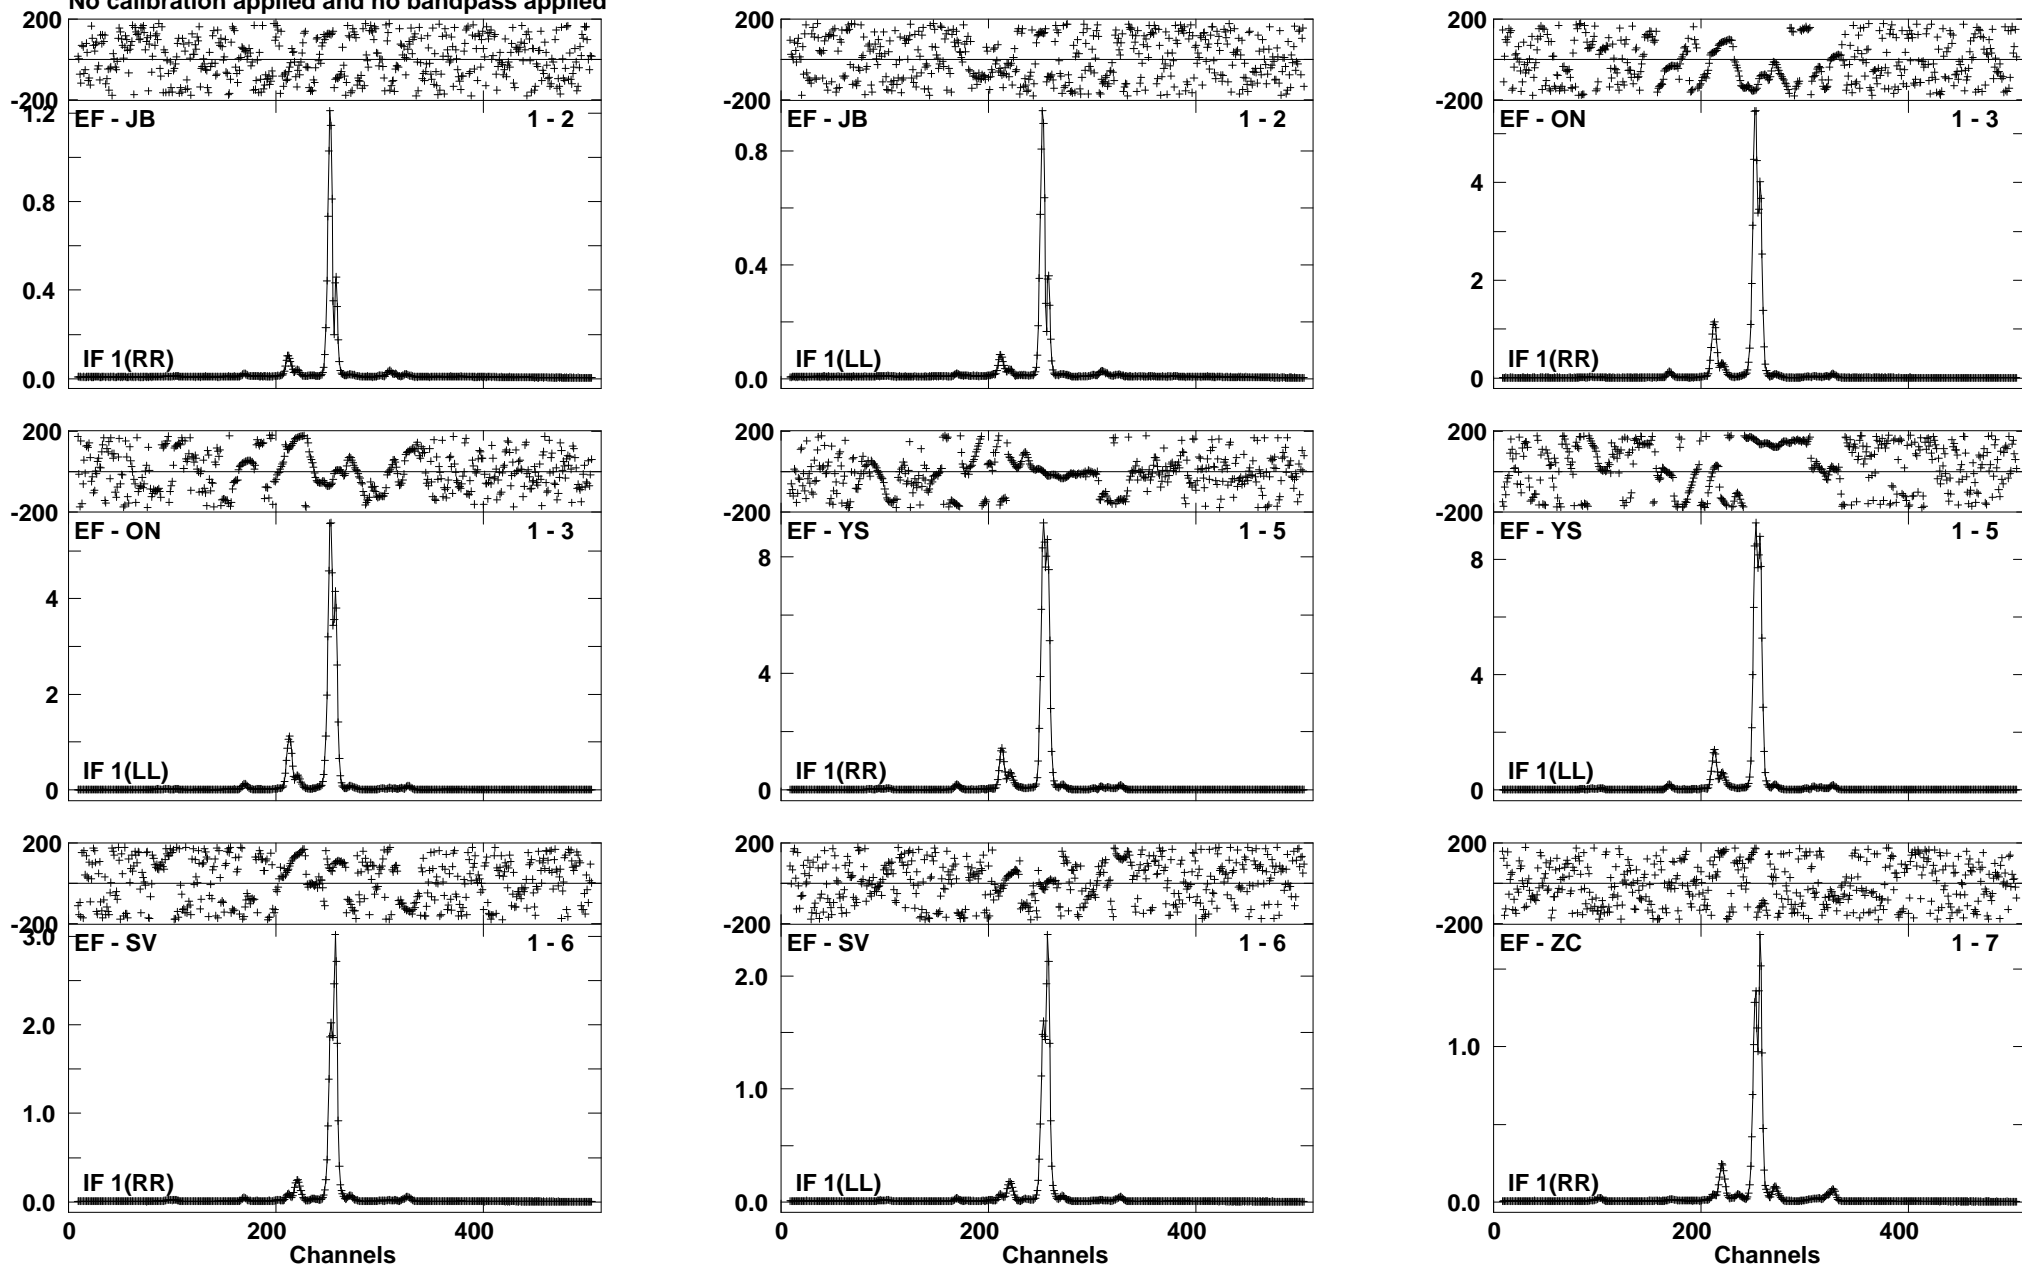 No calibration applied and no bandpass applied
200
-200
EF - JB 1 - 2
1.2
0.8
0.4
0.0
IF 1(RR)
200
-200
EF - JB 1 - 2
0.8
0.4
0.0
IF 1(LL)
200
-200
EF - ON 1 - 3
4
2
0
IF 1(RR)
200
-200
EF - ON 1 - 3
4
2
0
IF 1(LL)
200
-200
EF - YS 1 - 5
8
4
0
IF 1(RR)
200
-200
EF - YS 1 - 5
8
4
0
IF 1(LL)
200
-200
EF - SV 1 - 6
3.0
2.0
1.0
0.0
IF 1(RR)
0 200 400
Channels
200
-200
EF - SV 1 - 6
2.0
1.0
0.0
IF 1(LL)
0 200 400
Channels
200
-200
EF - ZC 1 - 7
1.0
0.0
IF 1(RR)
0 200 400
Channels